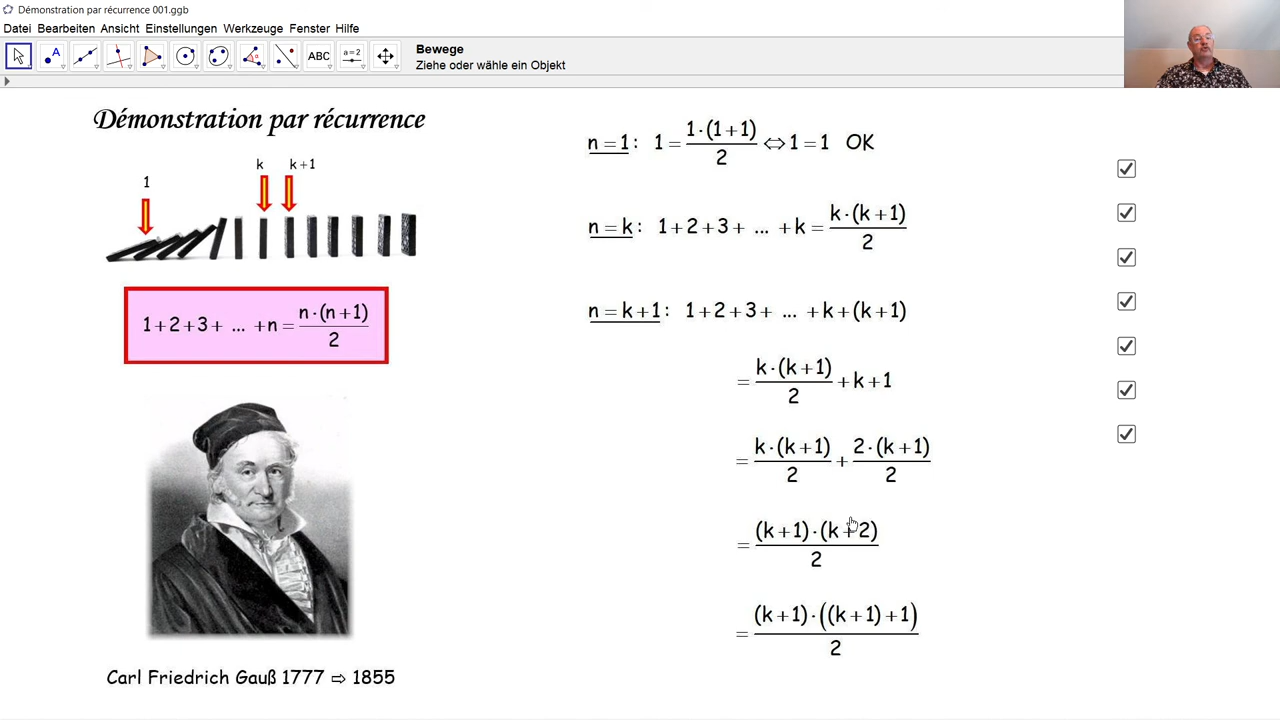 Démonstration par récurrence 001.ggb
Datei Bearbeiten Ansicht Einstellungen Werkzeuge Fenster Hilfe
A ABC a=2
Bewege
Ziehe oder wähle ein Objekt
Démonstration par récurrence
1 k k+1
1+2+3+ ... +n = n·(n+1)/2
Carl Friedrich Gauß 1777 ⇨ 1855
n=1: 1 = 1·(1+1)/2 ⇔ 1=1 OK
n=k: 1+2+3+ ... +k = k·(k+1)/2
n=k+1: 1+2+3+ ... +k+(k+1)
= k·(k+1)/2 + k+1
= k·(k+1)/2 + 2·(k+1)/2
= (k+1)·(k+2)/2
= (k+1)·((k+1)+1)/2